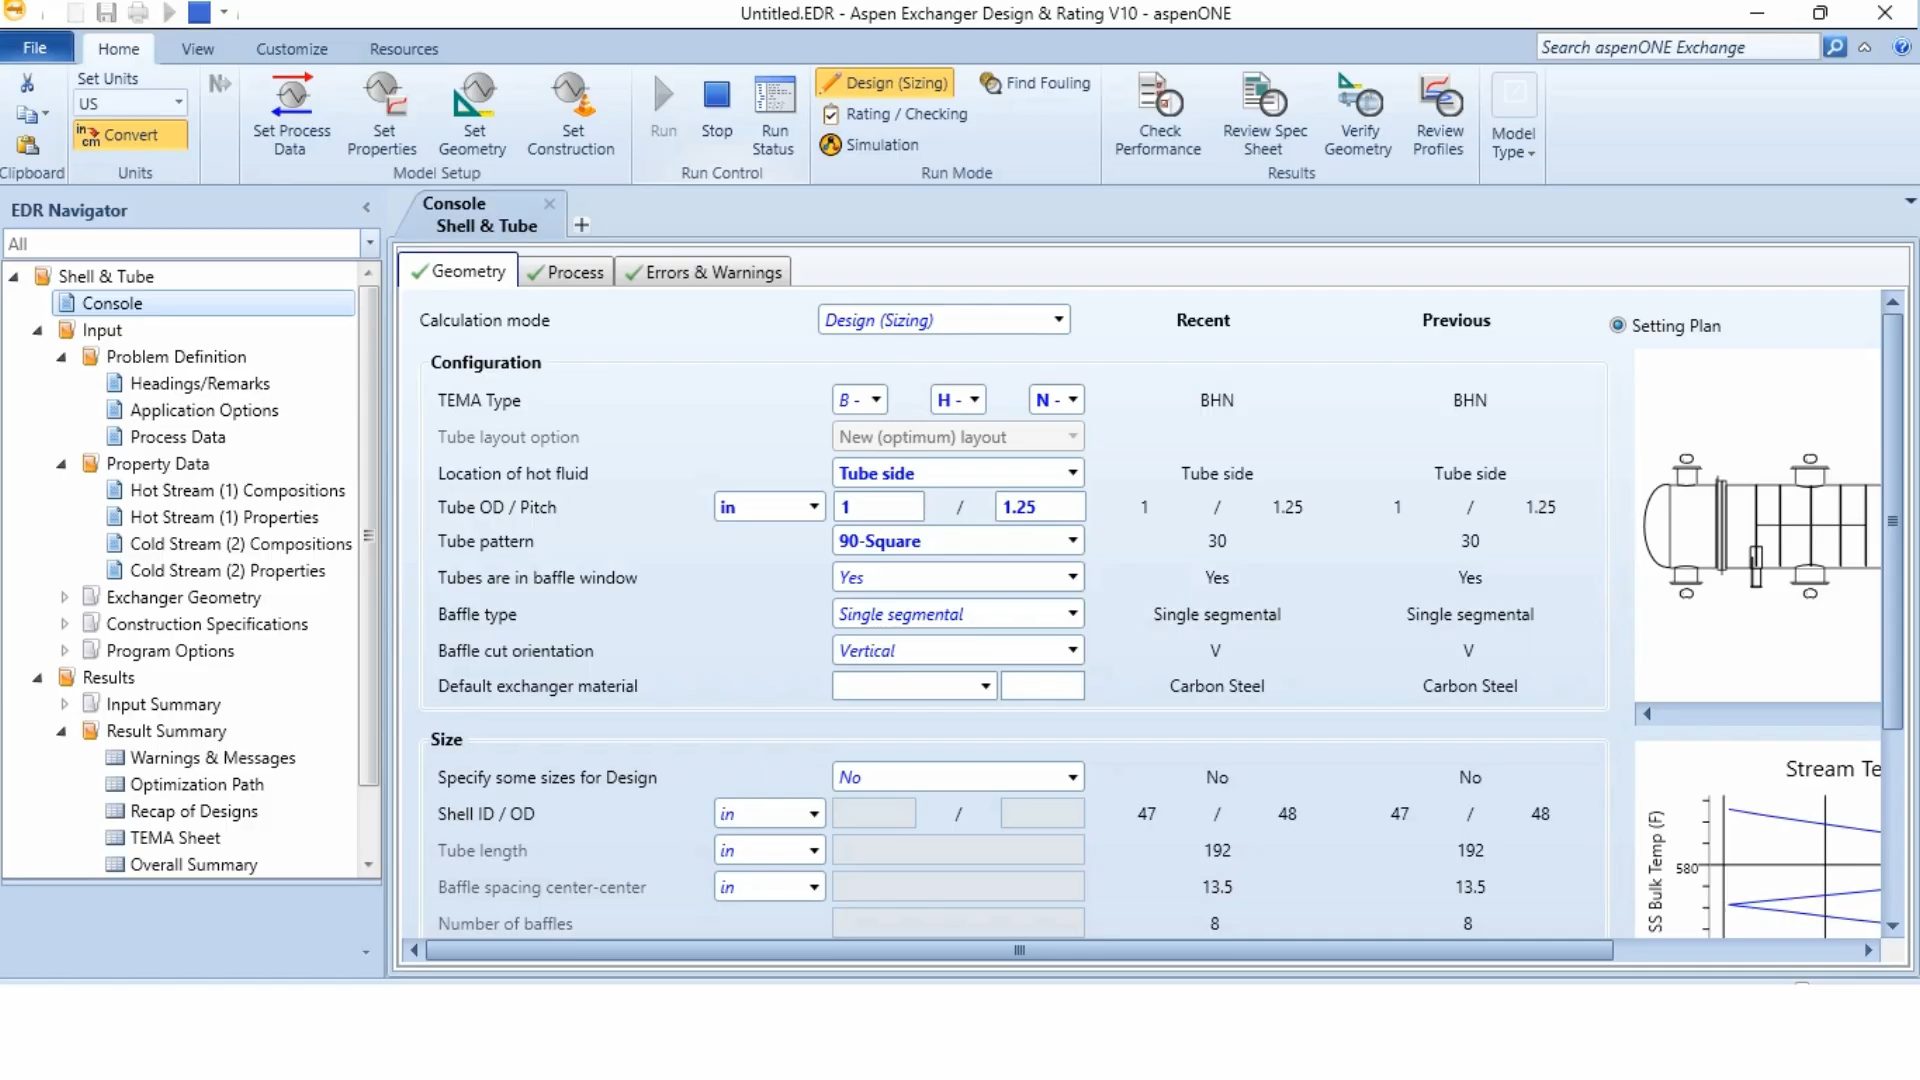 Untitled.EDR - Aspen Exchanger Design & Rating V10 - aspenONE
File Home View Customize Resources Search aspenONE Exchange
Set Units
US
Convert
Clipboard Units
Set Process Data
Set Properties
Set Geometry
Set Construction
Model Setup
Run Stop Run Status
Run Control
Design (Sizing) Find Fouling
Rating / Checking
Simulation
Run Mode
Check Performance
Review Spec Sheet
Verify Geometry
Review Profiles
Results
Model Type
EDR Navigator
All
Shell & Tube
Console
Input
Problem Definition
Headings/Remarks
Application Options
Process Data
Property Data
Hot Stream (1) Compositions
Hot Stream (1) Properties
Cold Stream (2) Compositions
Cold Stream (2) Properties
Exchanger Geometry
Construction Specifications
Program Options
Results
Input Summary
Result Summary
Warnings & Messages
Optimization Path
Recap of Designs
TEMA Sheet
Overall Summary
Console
Shell & Tube
Geometry Process Errors & Warnings
Calculation mode Design (Sizing) Recent Previous Setting Plan
Configuration
TEMA Type B - H - N - BHN BHN
Tube layout option New (optimum) layout
Location of hot fluid Tube side Tube side Tube side
Tube OD / Pitch in 1 / 1.25 1 / 1.25 1 / 1.25
Tube pattern 90-Square 30 30
Tubes are in baffle window Yes Yes Yes
Baffle type Single segmental Single segmental Single segmental
Baffle cut orientation Vertical V V
Default exchanger material Carbon Steel Carbon Steel
Size
Specify some sizes for Design No No No
Shell ID / OD in / 47 / 48 47 / 48
Tube length in 192 192
Baffle spacing center-center in 13.5 13.5
Number of baffles 8 8
Stream Te
SS Bulk Temp (F)
580